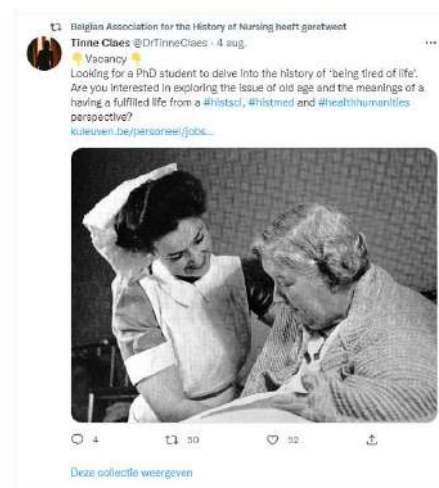 Belgian Association for the History of Nursing heeft geretweet
Tinne Claes @DrTinneClaes · 4 aug.
👇 Vacancy 👇
Looking for a PhD student to delve into the history of 'being tired of life'.
Are you interested in exploring the issue of old age and the meanings of a
having a fulfilled life from a #histsci, #histmed and #healthhumanities
perspective?
kuleuven.be/personeel/jobs...
4 50 92
Deze collectie weergeven